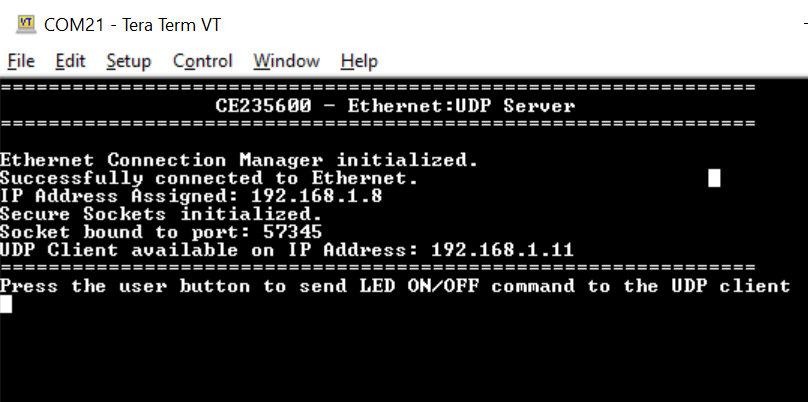 COM21 - Tera Term VT
File Edit Setup Control Window Help
===============================================================
CE235600 - Ethernet:UDP Server
===============================================================
Ethernet Connection Manager initialized.
Successfully connected to Ethernet.
IP Address Assigned: 192.168.1.8
Secure Sockets initialized.
Socket bound to port: 57345
UDP Client available on IP Address: 192.168.1.11
===============================================================
Press the user button to send LED ON/OFF command to the UDP client